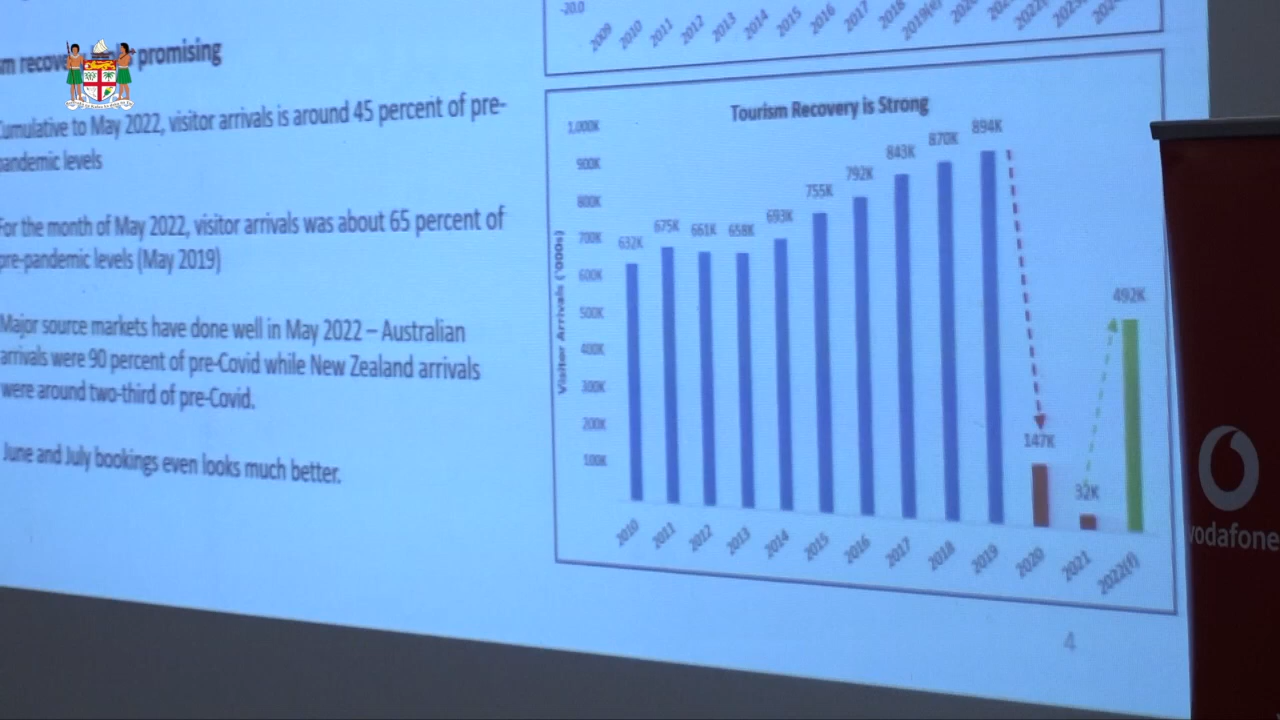 -20.0
2009 2010 2011 2012 2013 2014 2015 2016 2017 2018 2019(e)
promising
Cumulative to May 2022, visitor arrivals is around 45 percent of pre-
pandemic levels
For the month of May 2022, visitor arrivals was about 65 percent of
pre-pandemic levels (May 2019)
Major source markets have done well in May 2022 – Australian
arrivals were 90 percent of pre-Covid while New Zealand arrivals
were around two-third of pre-Covid.
June and July bookings even looks much better.
Tourism Recovery is Strong
Visitor Arrivals ('000s)
1,000K
900K
800K
700K
600K
500K
400K
300K
200K
100K
632K 675K 661K 658K 693K 755K 792K 843K 870K 894K 147K 32K 492K
2010 2011 2012 2013 2014 2015 2016 2017 2018 2019 2020 2021 2022(f)
4
vodafone